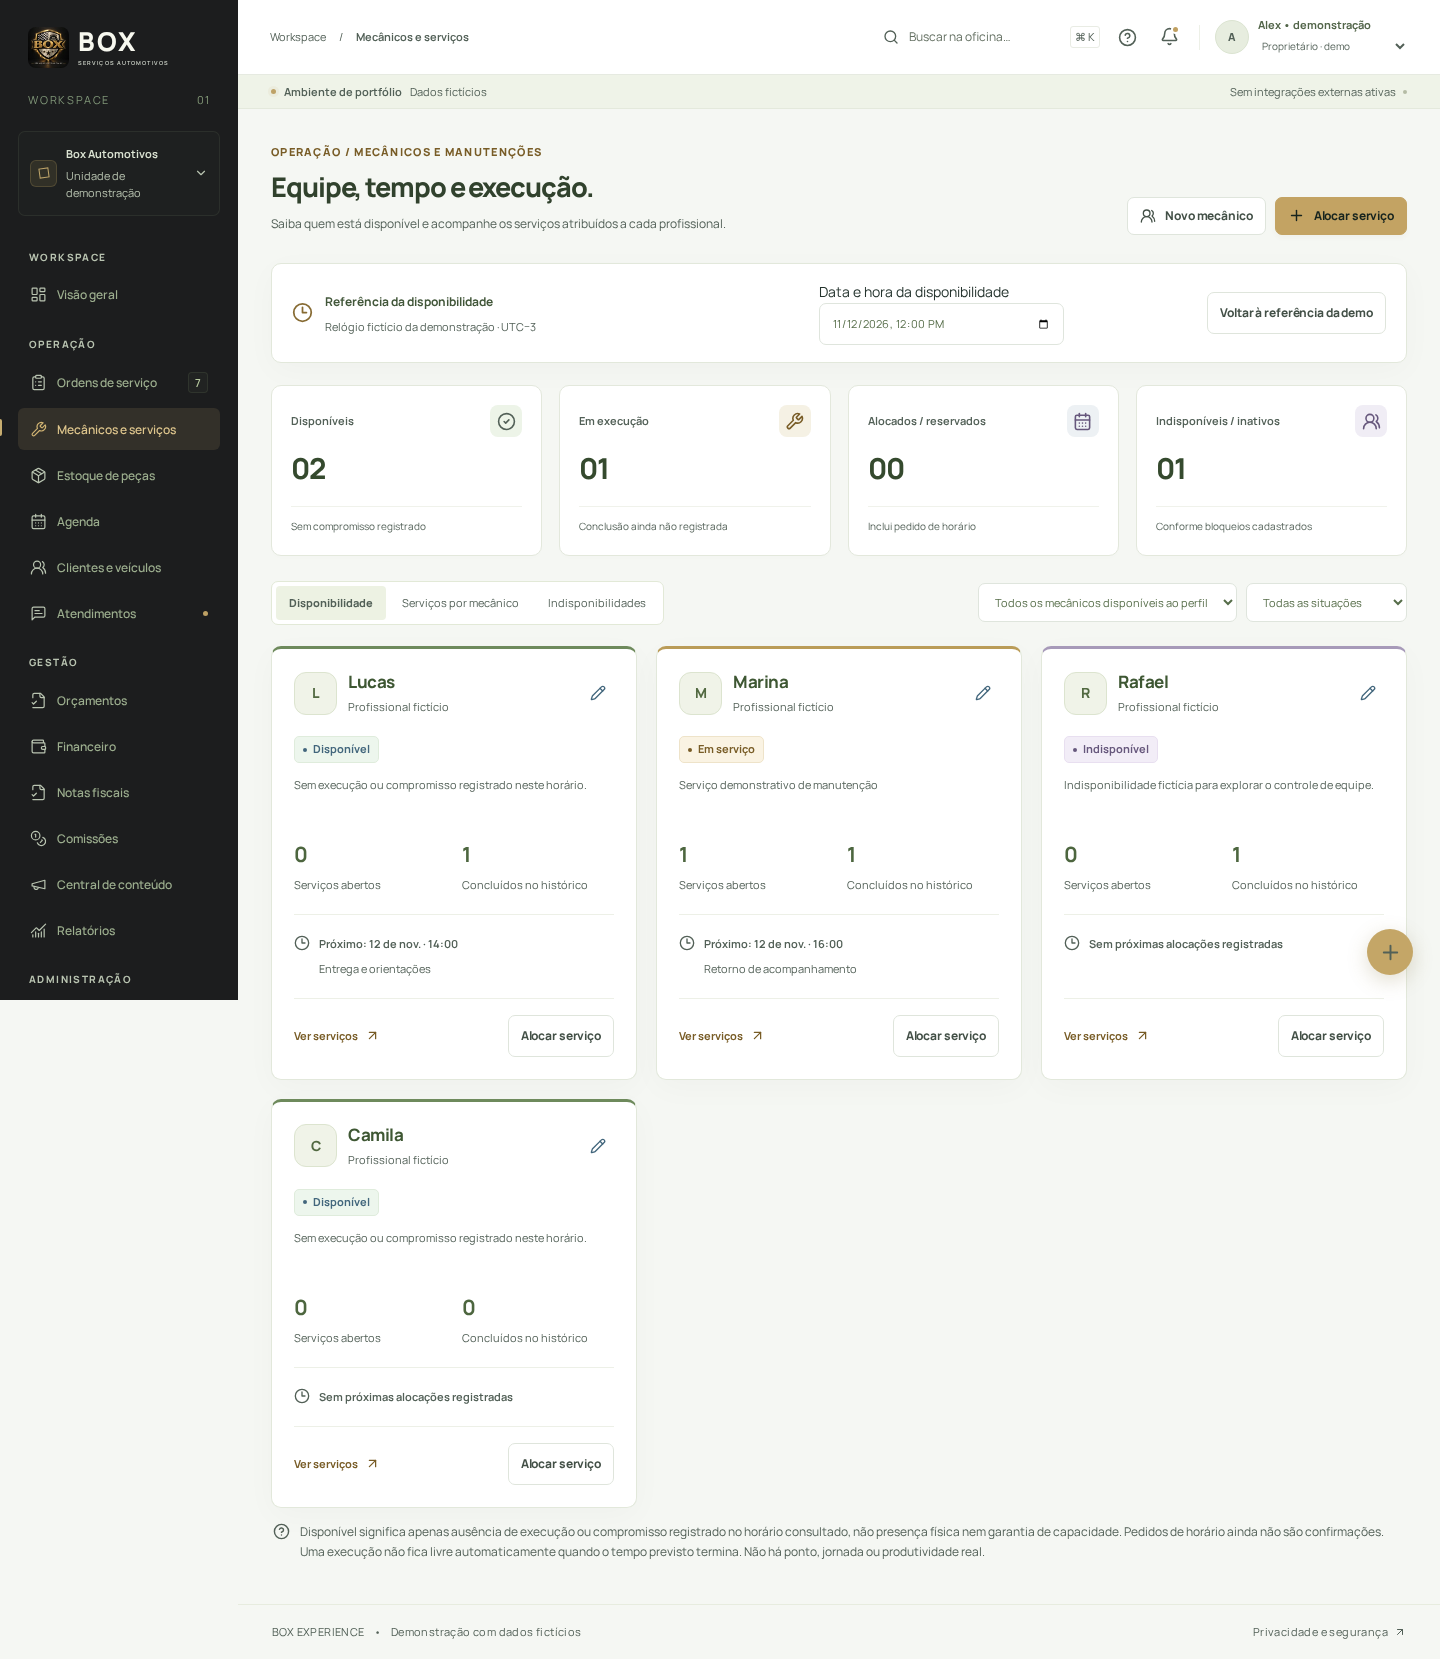 BOX
SERVIÇOS AUTOMOTIVOS
WORKSPACE 01
Box Automotivos
Unidade de
demonstração
WORKSPACE
Visão geral
OPERAÇÃO
Ordens de serviço 7
Mecânicos e serviços
Estoque de peças
Agenda
Clientes e veículos
Atendimentos
GESTÃO
Orçamentos
Financeiro
Notas fiscais
Comissões
Central de conteúdo
Relatórios
ADMINISTRAÇÃO
Workspace / Mecânicos e serviços
Buscar na oficina... ⌘ K
A
Alex • demonstração
Proprietário · demo
Ambiente de portfólio Dados fictícios
Sem integrações externas ativas
OPERAÇÃO / MECÂNICOS E MANUTENÇÕES
Equipe, tempo e execução.
Saiba quem está disponível e acompanhe os serviços atribuídos a cada profissional.
Novo mecânico
Alocar serviço
Referência da disponibilidade
Relógio fictício da demonstração · UTC−3
Data e hora da disponibilidade
11/12/2026, 12:00 PM
Voltar à referência da demo
Disponíveis
02
Sem compromisso registrado
Em execução
01
Conclusão ainda não registrada
Alocados / reservados
00
Inclui pedido de horário
Indisponíveis / inativos
01
Conforme bloqueios cadastrados
Disponibilidade Serviços por mecânico Indisponibilidades
Todos os mecânicos disponíveis ao perfil
Todas as situações
L
Lucas
Profissional fictício
Disponível
Sem execução ou compromisso registrado neste horário.
0 1
Serviços abertos Concluídos no histórico
Próximo: 12 de nov. · 14:00
Entrega e orientações
Ver serviços
Alocar serviço
M
Marina
Profissional fictício
Em serviço
Serviço demonstrativo de manutenção
1 1
Serviços abertos Concluídos no histórico
Próximo: 12 de nov. · 16:00
Retorno de acompanhamento
Ver serviços
Alocar serviço
R
Rafael
Profissional fictício
Indisponível
Indisponibilidade fictícia para explorar o controle de equipe.
0 1
Serviços abertos Concluídos no histórico
Sem próximas alocações registradas
Ver serviços
Alocar serviço
C
Camila
Profissional fictício
Disponível
Sem execução ou compromisso registrado neste horário.
0 0
Serviços abertos Concluídos no histórico
Sem próximas alocações registradas
Ver serviços
Alocar serviço
Disponível significa apenas ausência de execução ou compromisso registrado no horário consultado, não presença física nem garantia de capacidade. Pedidos de horário ainda não são confirmações.
Uma execução não fica livre automaticamente quando o tempo previsto termina. Não há ponto, jornada ou produtividade real.
BOX EXPERIENCE • Demonstração com dados fictícios
Privacidade e segurança